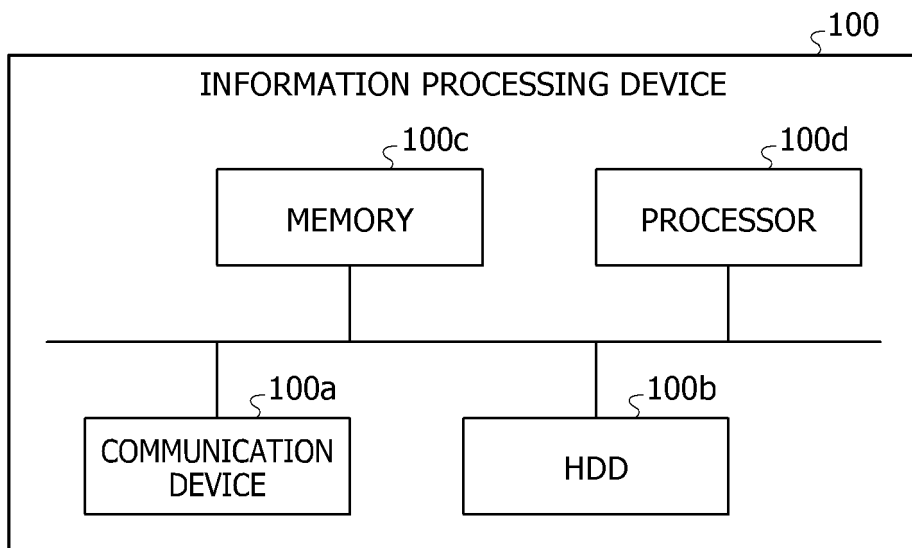 100
INFORMATION PROCESSING DEVICE
100c
100d
MEMORY
PROCESSOR
100a
100b
COMMUNICATION
DEVICE
HDD